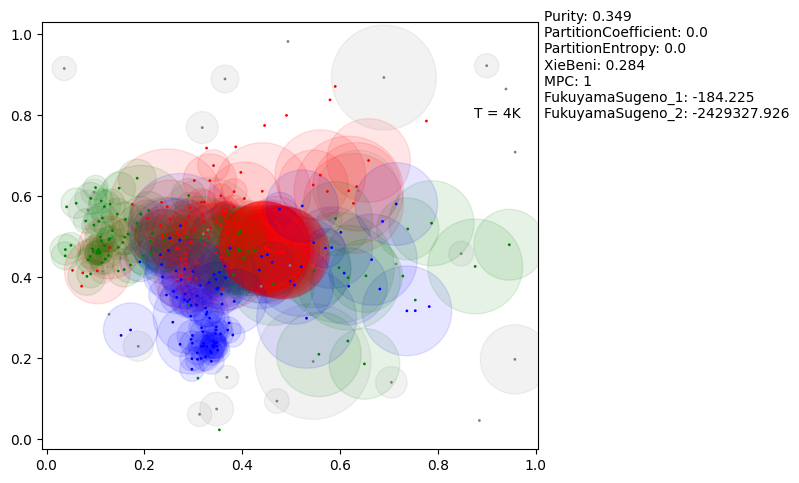 Purity: 0.349
PartitionCoefficient: 0.0
PartitionEntropy: 0.0
XieBeni: 0.284
MPC: 1
FukuyamaSugeno_1: -184.225
FukuyamaSugeno_2: -2429327.926
T = 4K
1.0
0.8
0.6
0.4
0.2
0.0
0.0 0.2 0.4 0.6 0.8 1.0